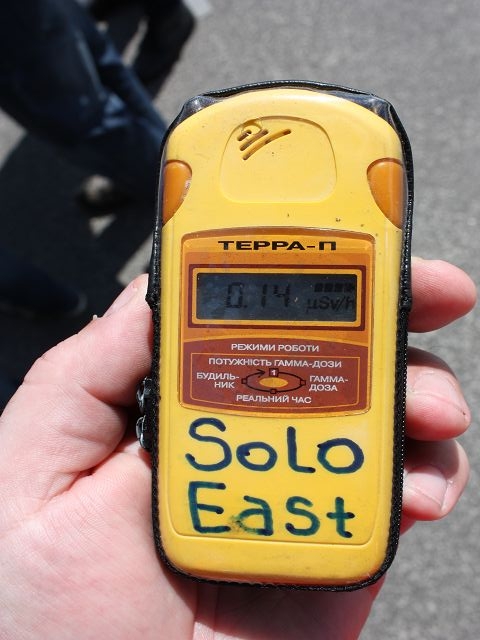 ТЕРРА-П
0.14 µSv/h
РЕЖИМИ РОБОТИ
ПОТУЖНІСТЬ ГАММА-ДОЗИ
1
БУДИЛЬ-
НИК
ГАММА-
ДОЗА
РЕАЛЬНИЙ ЧАС
SoLo
East